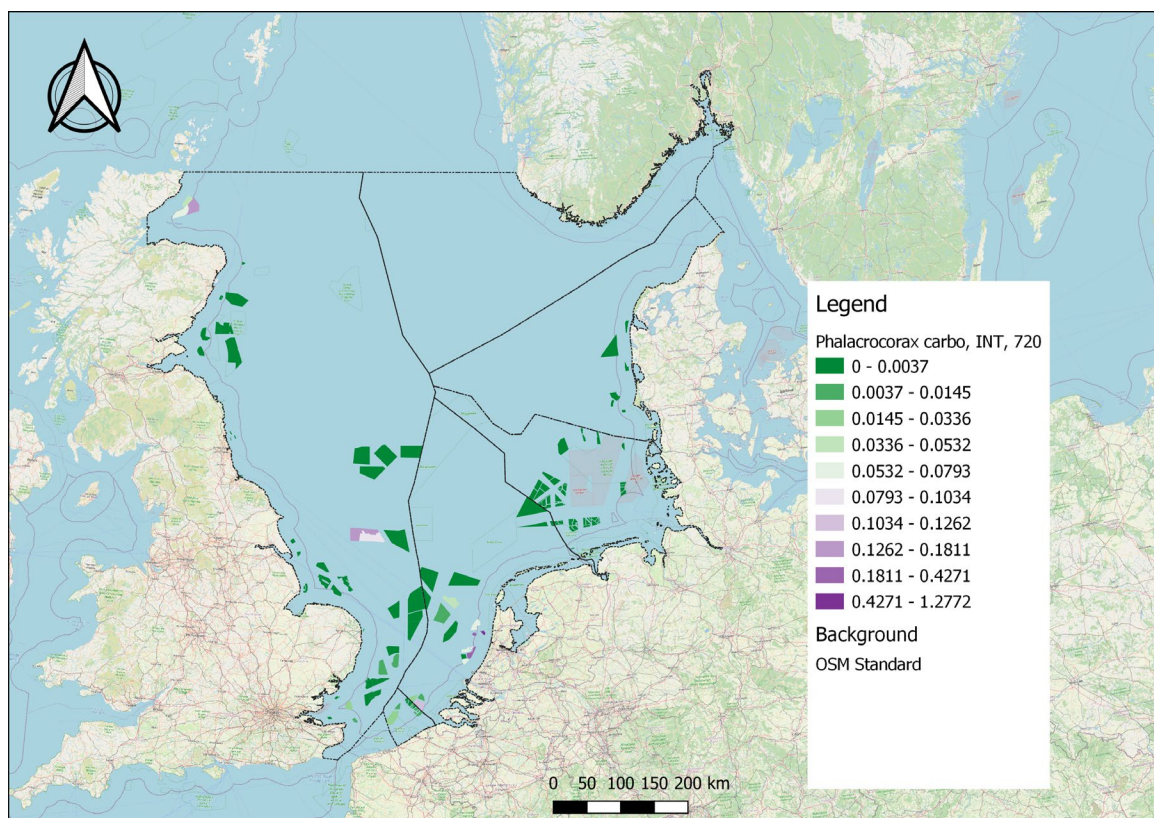 Legend
Phalacrocorax carbo, INT, 720
0 - 0.0037
0.0037 - 0.0145
0.0145 - 0.0336
0.0336 - 0.0532
0.0532 - 0.0793
0.0793 - 0.1034
0.1034 - 0.1262
0.1262 - 0.1811
0.1811 - 0.4271
0.4271 - 1.2772
Background
OSM Standard
0 50 100 150 200 km